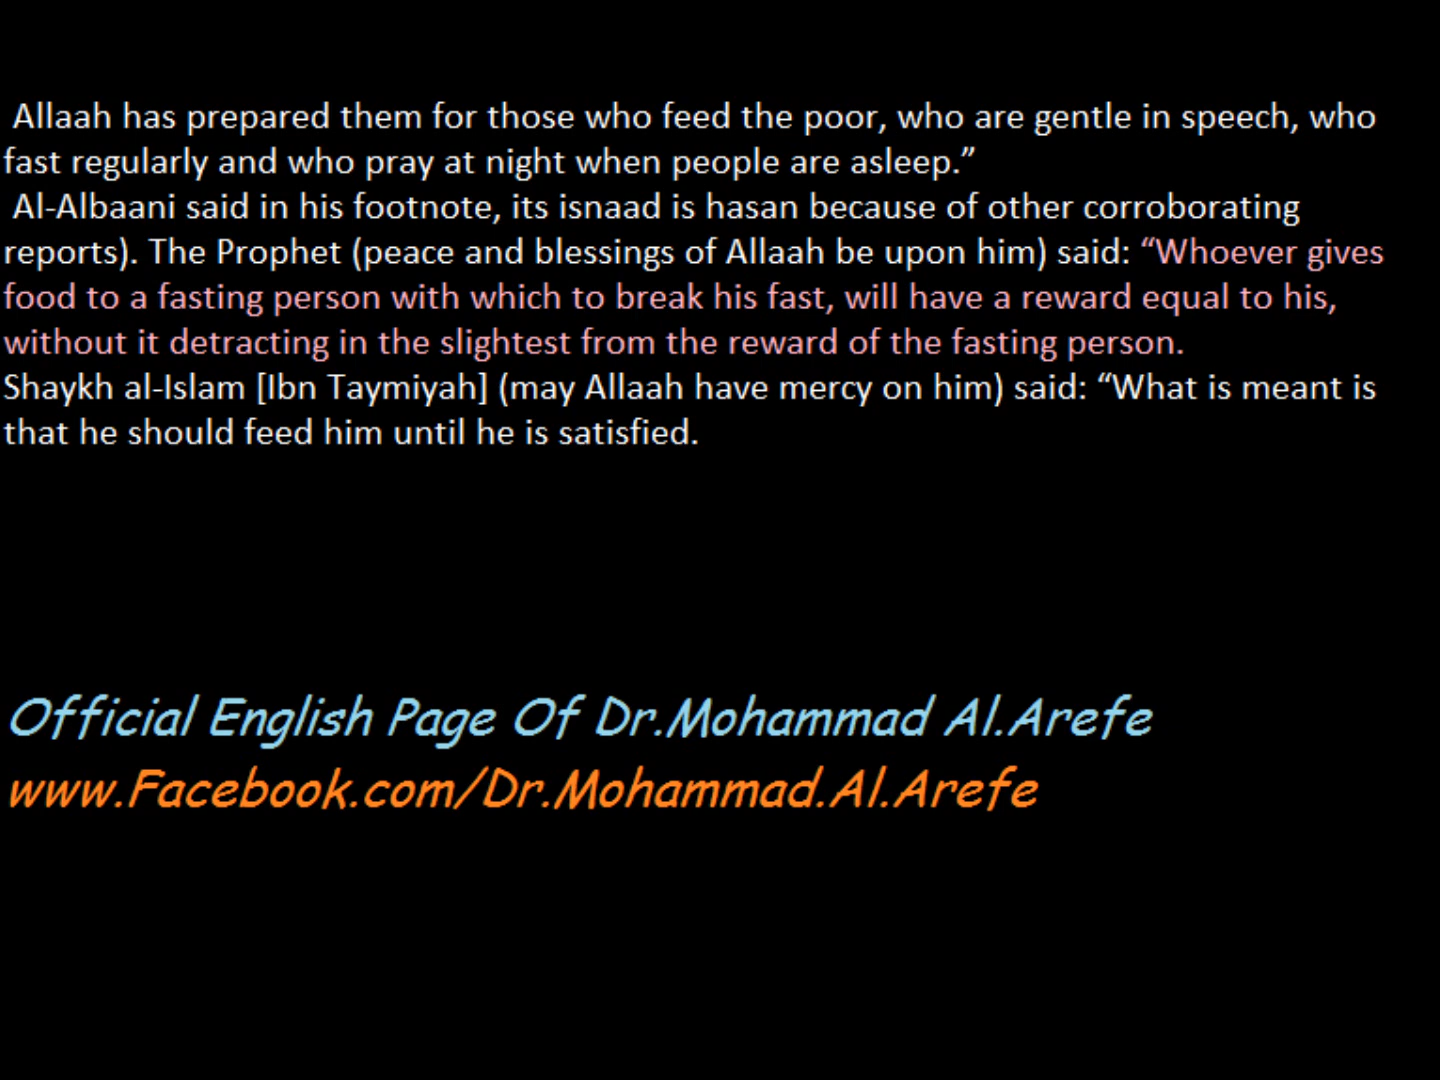 Allaah has prepared them for those who feed the poor, who are gentle in speech, who
fast regularly and who pray at night when people are asleep.”
Al-Albaani said in his footnote, its isnaad is hasan because of other corroborating
reports). The Prophet (peace and blessings of Allaah be upon him) said: “Whoever gives
food to a fasting person with which to break his fast, will have a reward equal to his,
without it detracting in the slightest from the reward of the fasting person.
Shaykh al-Islam [Ibn Taymiyah] (may Allaah have mercy on him) said: “What is meant is
that he should feed him until he is satisfied.
Official English Page Of Dr.Mohammad Al.Arefe
www.Facebook.com/Dr.Mohammad.Al.Arefe